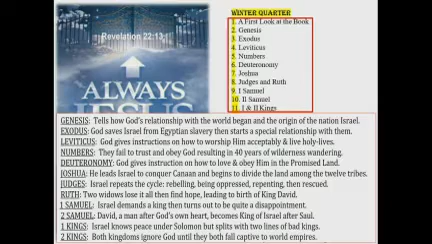 Revelation 22:13
ALWAYS
JESUS
WINTER QUARTER
1. A First Look at the Book
2. Genesis
3. Exodus
4. Leviticus
5. Numbers
6. Deuteronomy
7. Joshua
8. Judges and Ruth
9. I Samuel
10. II Samuel
11. I & II Kings
GENESIS: Tells how God's relationship with the world began and the origin of the nation Israel.
EXODUS: God saves Israel from Egyptian slavery then starts a special relationship with them.
LEVITICUS: God gives instructions on how to worship Him acceptably & live holy-lives.
NUMBERS: They fail to trust and obey God resulting in 40 years of wilderness wandering.
DEUTERONOMY: God gives instruction on how to love & obey Him in the Promised Land.
JOSHUA: He leads Israel to conquer Canaan and begins to divide the land among the twelve tribes.
JUDGES: Israel repeats the cycle: rebelling, being oppressed, repenting, then rescued.
RUTH: Two widows lose it all then find hope, leading to birth of King David.
1 SAMUEL: Israel demands a king then turns out to be quite a disappointment.
2 SAMUEL: David, a man after God's own heart, becomes King of Israel after Saul.
1 KINGS: Israel knows peace under Solomon but splits with two lines of bad kings.
2 KINGS: Both kingdoms ignore God until they both fall captive to world empires.